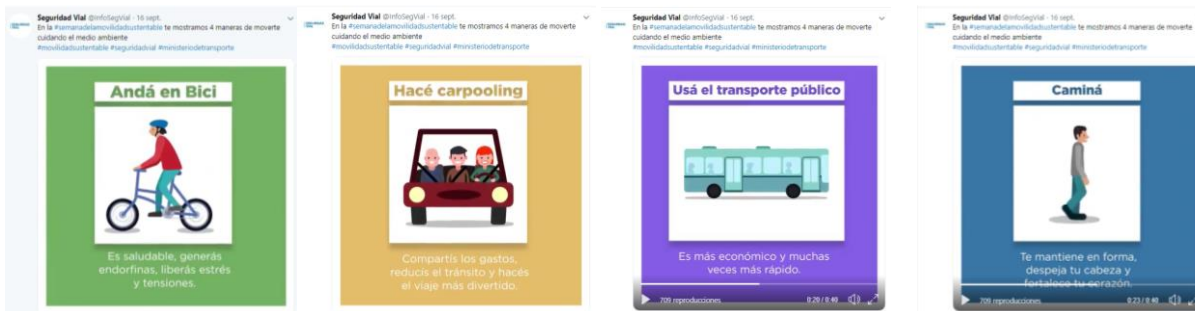 Seguridad Vial @InfoSegVial · 16 sept.
En la #semanadelamovilidadsustentable te mostramos 4 maneras de moverte
cuidando el medio ambiente
#movilidadsustentable #seguridadvial #ministeriodetransporte
Andá en Bici
Es saludable, generás
endorfinas, liberás estrés
y tensiones.
Seguridad Vial @InfoSegVial · 16 sept.
En la #semanadelamovilidadsustentable te mostramos 4 maneras de moverte
cuidando el medio ambiente
#movilidadsustentable #seguridadvial #ministeriodetransporte
Hacé carpooling
Compartís los gastos,
reducís el tránsito y hacés
el viaje más divertido.
Seguridad Vial @InfoSegVial · 16 sept.
En la #semanadelamovilidadsustentable te mostramos 4 maneras de moverte
cuidando el medio ambiente
#movilidadsustentable #seguridadvial #ministeriodetransporte
Usá el transporte público
Es más económico y muchas
veces más rápido.
709 reproducciones
0:20 / 0:40
Seguridad Vial @InfoSegVial · 16 sept.
En la #semanadelamovilidadsustentable te mostramos 4 maneras de moverte
cuidando el medio ambiente
#movilidadsustentable #seguridadvial #ministeriodetransporte
Caminá
Te mantiene en forma,
despeja tu cabeza y
fortalece tu corazón.
709 reproducciones
0:23 / 0:40